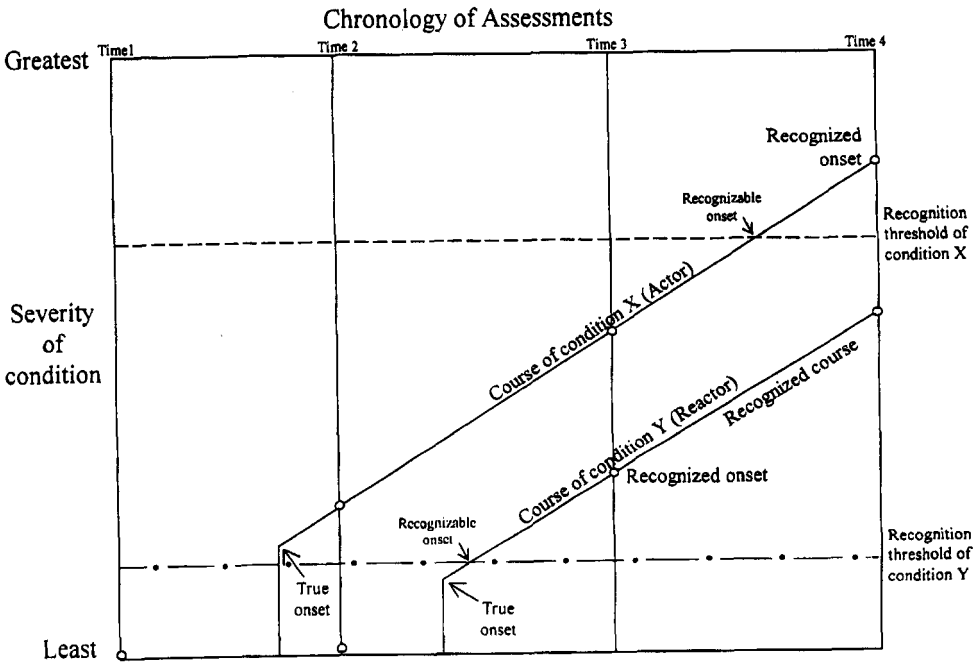 Chronology of Assessments
Time1
Time 2
Time 3
Time 4
Greatest
Recognized
onset
Recognizable
onset
Recognition
threshold of
condition X
Severity
of
condition
Course of condition X (Actor)
Course of condition Y (Reactor)
Recognized course
Recognized onset
Recognizable
onset
Recognition
threshold of
condition Y
True
onset
True
onset
Least